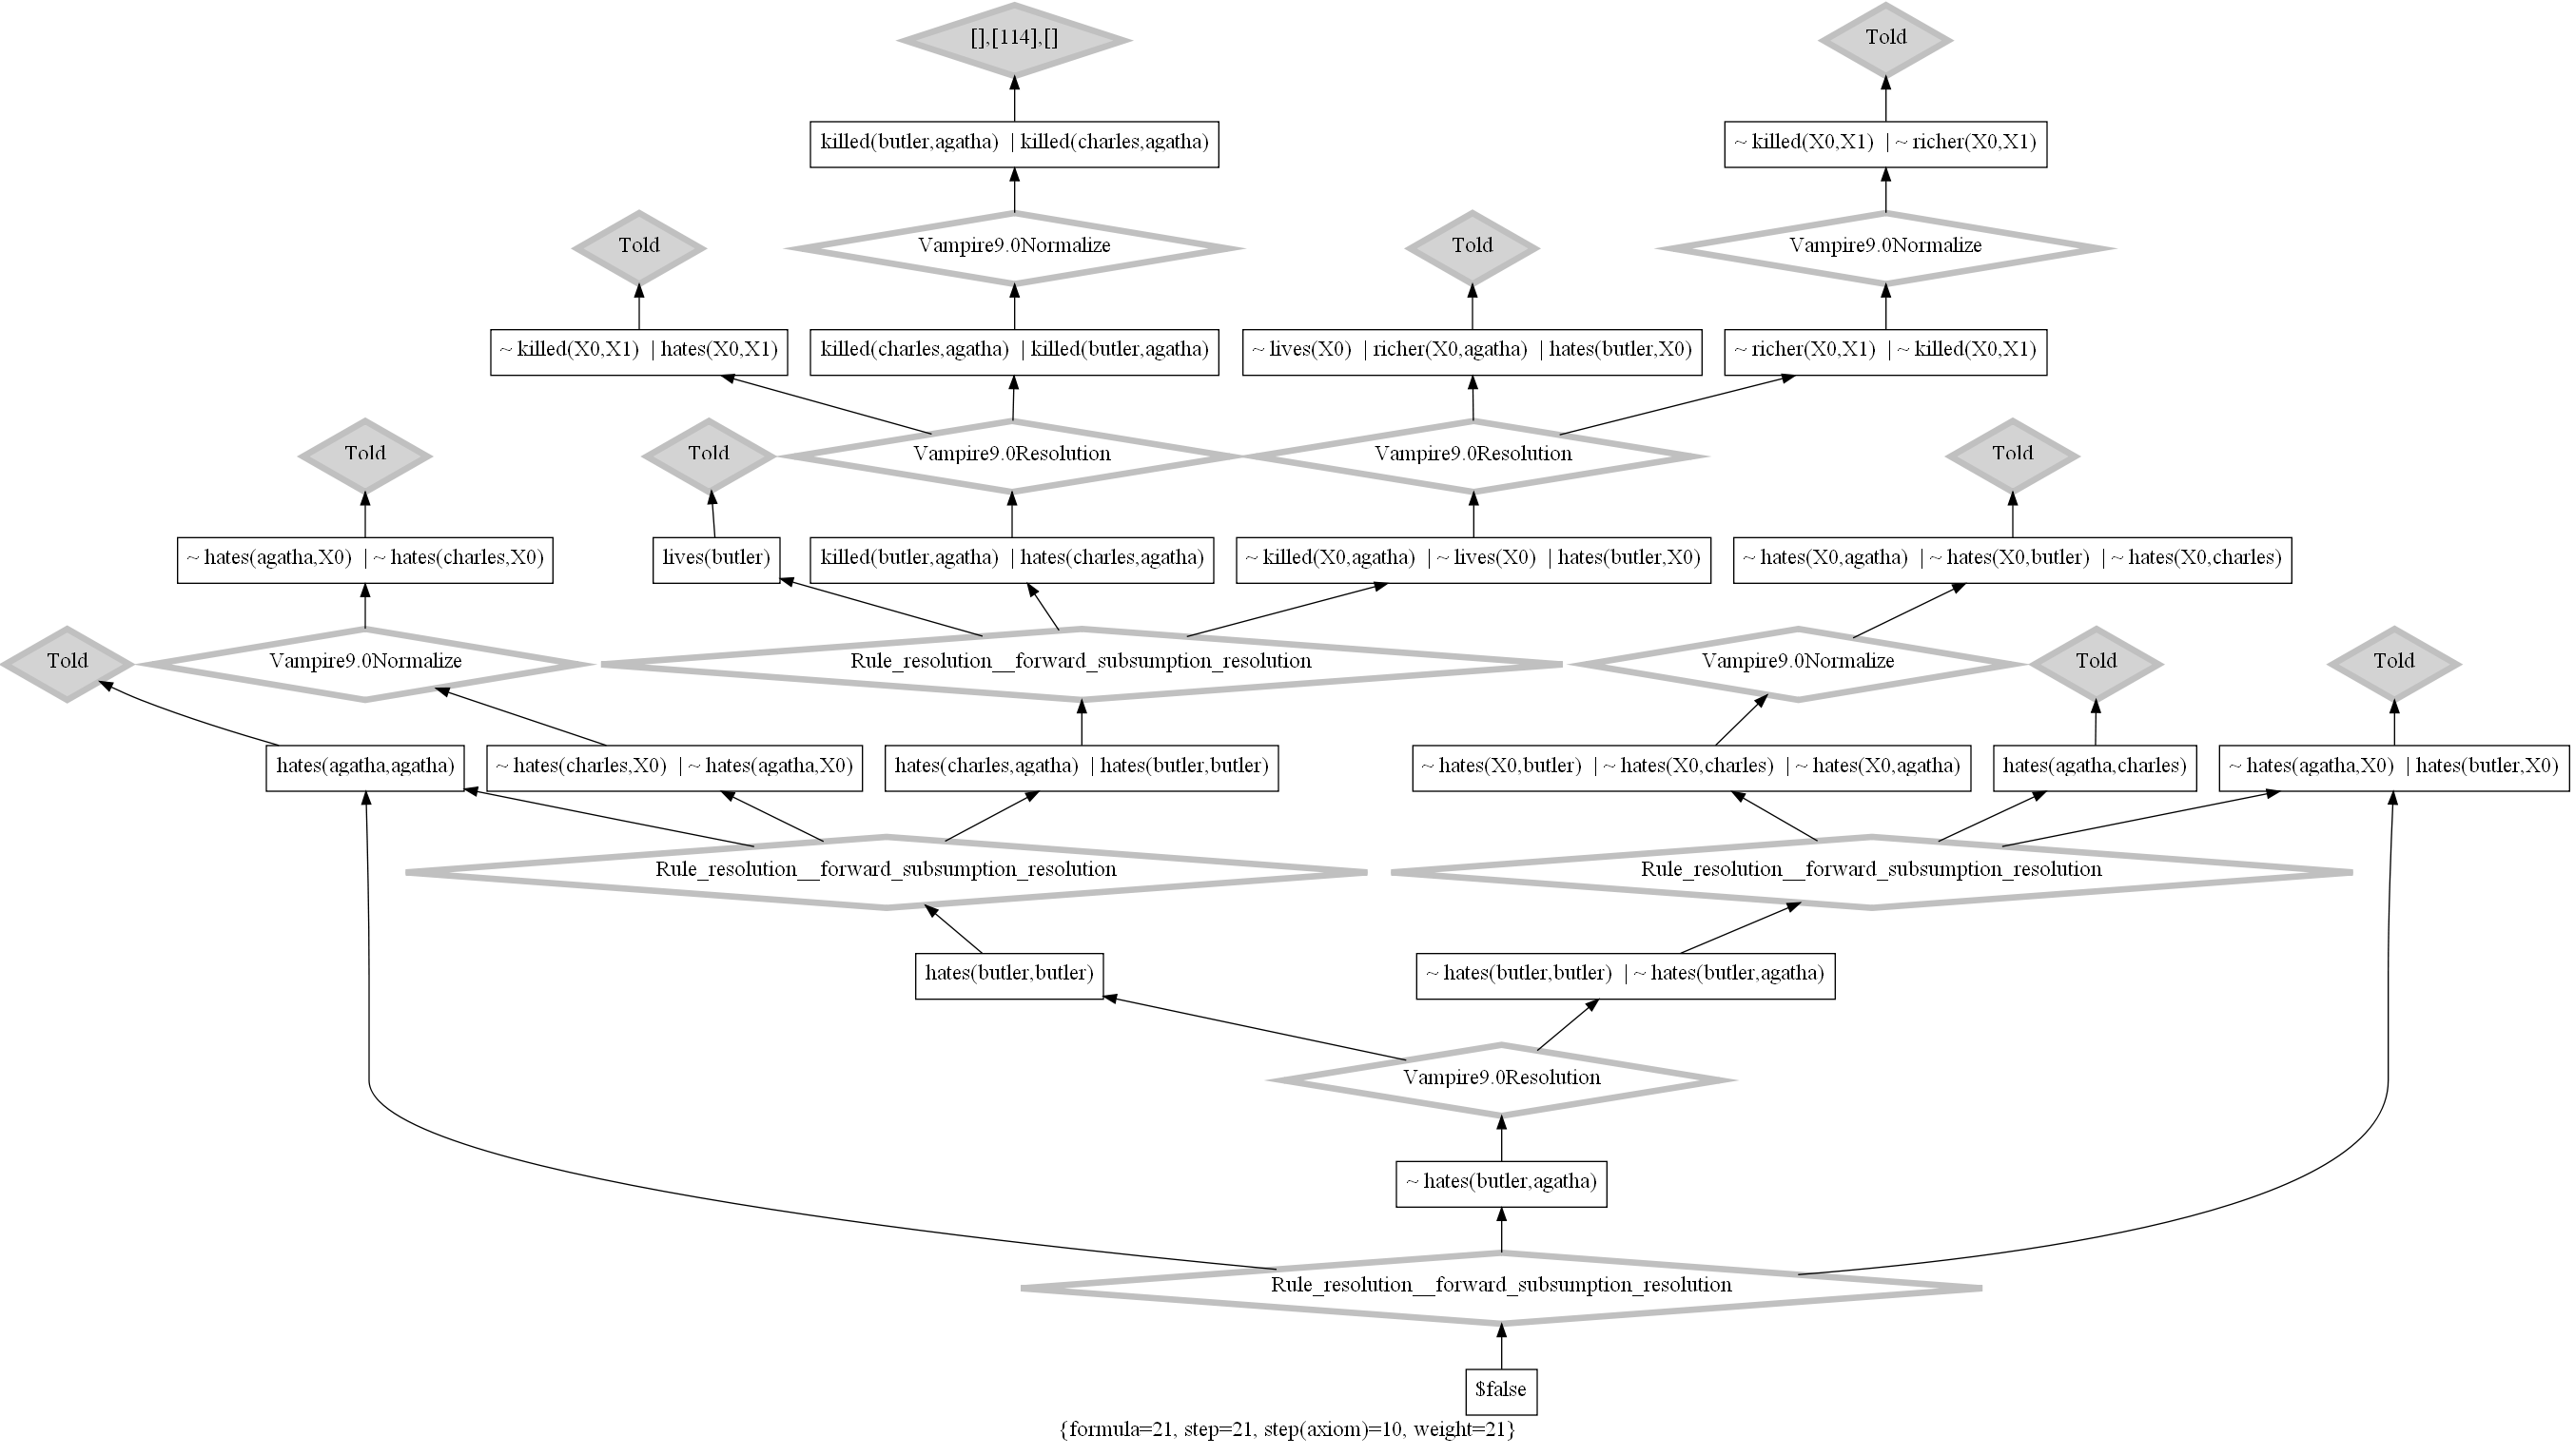 [],[114],[]
Told
killed(butler,agatha) | killed(charles,agatha)
~ killed(X0,X1) | ~ richer(X0,X1)
Told
Vampire9.0Normalize
Told
Vampire9.0Normalize
~ killed(X0,X1) | hates(X0,X1)
killed(charles,agatha) | killed(butler,agatha)
~ lives(X0) | richer(X0,agatha) | hates(butler,X0)
~ richer(X0,X1) | ~ killed(X0,X1)
Told
Told
Vampire9.0Resolution
Vampire9.0Resolution
Told
~ hates(agatha,X0) | ~ hates(charles,X0)
lives(butler)
killed(butler,agatha) | hates(charles,agatha)
~ killed(X0,agatha) | ~ lives(X0) | hates(butler,X0)
~ hates(X0,agatha) | ~ hates(X0,butler) | ~ hates(X0,charles)
Told
Vampire9.0Normalize
Rule_resolution__forward_subsumption_resolution
Vampire9.0Normalize
Told
Told
hates(agatha,agatha)
~ hates(charles,X0) | ~ hates(agatha,X0)
hates(charles,agatha) | hates(butler,butler)
~ hates(X0,butler) | ~ hates(X0,charles) | ~ hates(X0,agatha)
hates(agatha,charles)
~ hates(agatha,X0) | hates(butler,X0)
Rule_resolution__forward_subsumption_resolution
Rule_resolution__forward_subsumption_resolution
hates(butler,butler)
~ hates(butler,butler) | ~ hates(butler,agatha)
Vampire9.0Resolution
~ hates(butler,agatha)
Rule_resolution__forward_subsumption_resolution
$false
{formula=21, step=21, step(axiom)=10, weight=21}